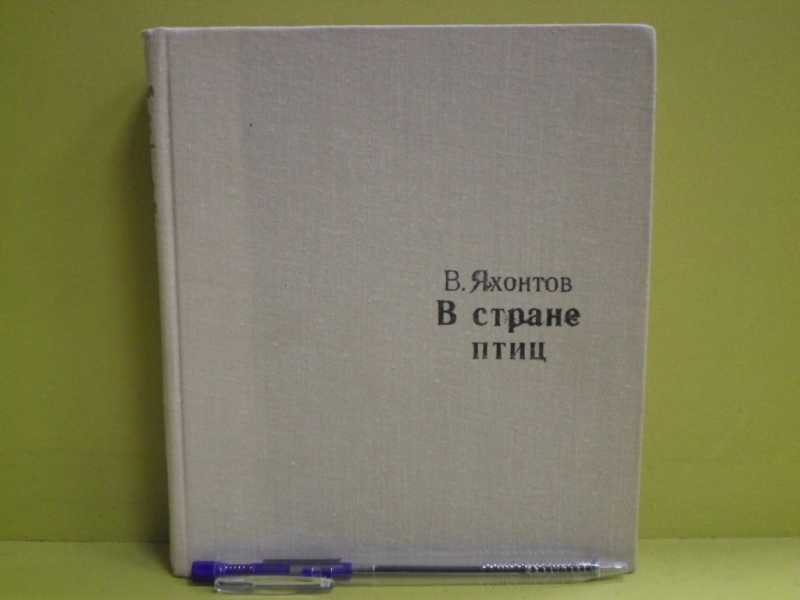 В. Яхонтов
В стране
птиц